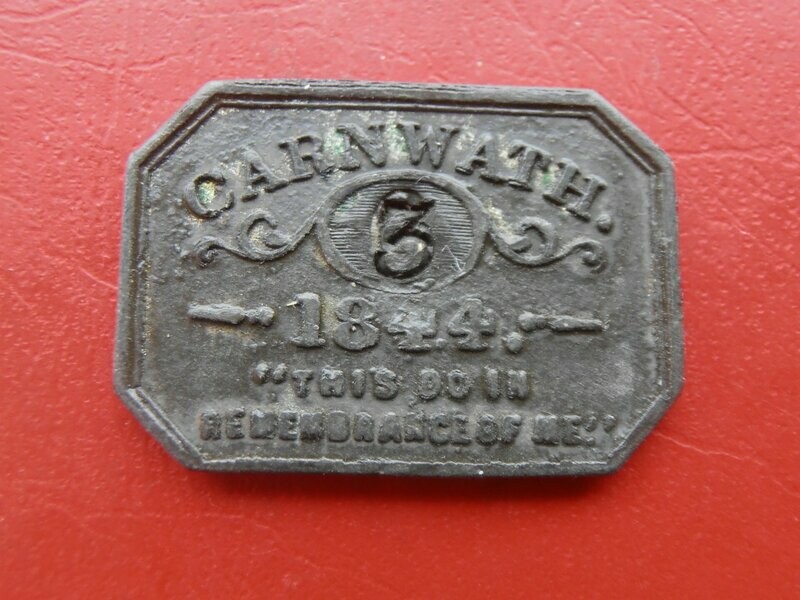 CARNWATH.
3
1844.
"THIS DO IN
REMEMBRANCE OF ME."